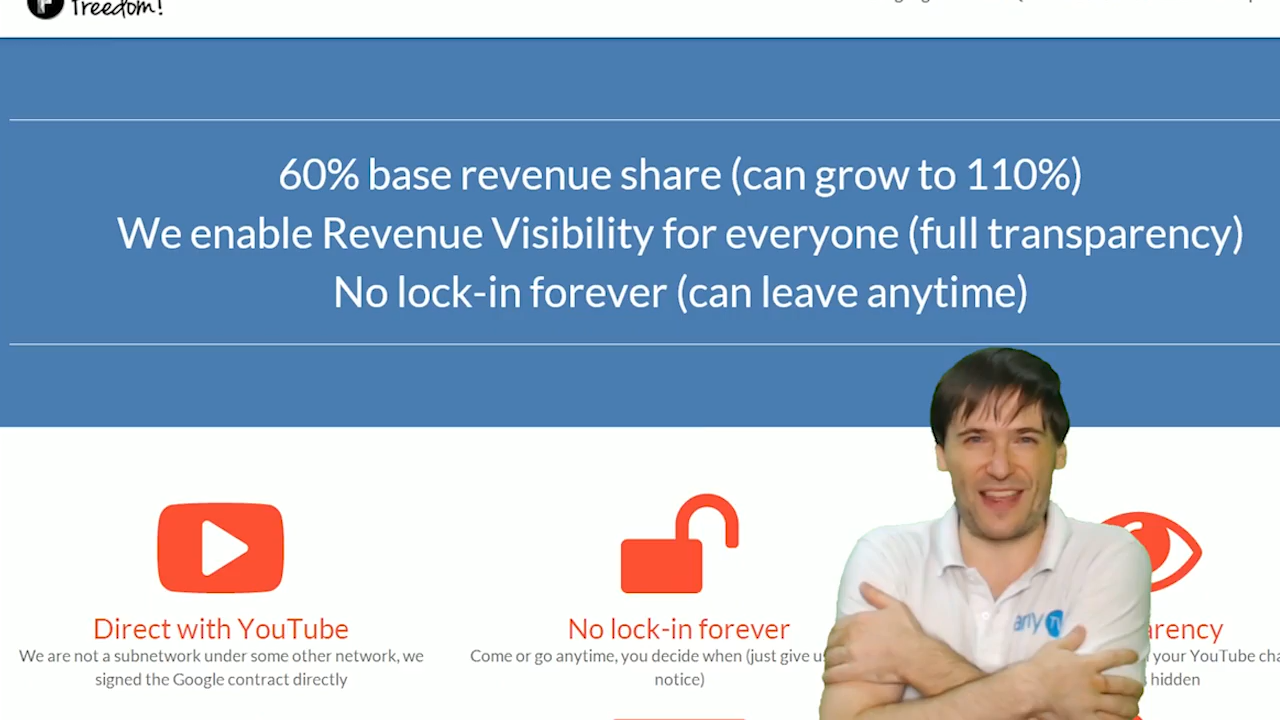 freedom!
60% base revenue share (can grow to 110%)
We enable Revenue Visibility for everyone (full transparency)
No lock-in forever (can leave anytime)
Direct with YouTube
We are not a subnetwork under some other network, we
signed the Google contract directly
No lock-in forever
Come or go anytime, you decide when (just give us
notice)
any TV
arency
your YouTube cha
hidden